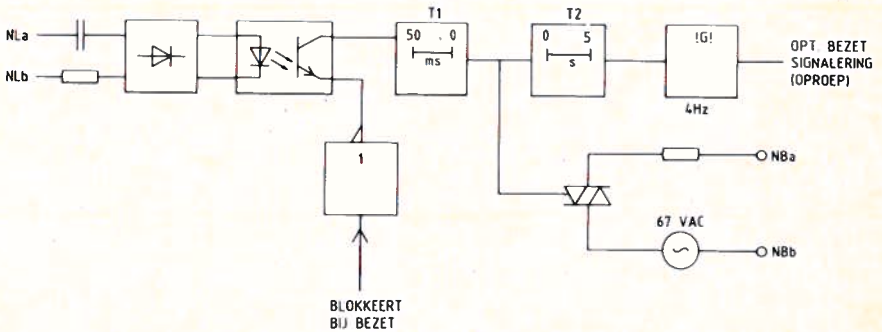 NLa
NLb
T1
50 . 0
ms
T2
0 5
s
!G!
4Hz
OPT. BEZET
SIGNALERING
(OPROEP)
1
BLOKKEERT
BIJ BEZET
NBa
67 VAC
NBb